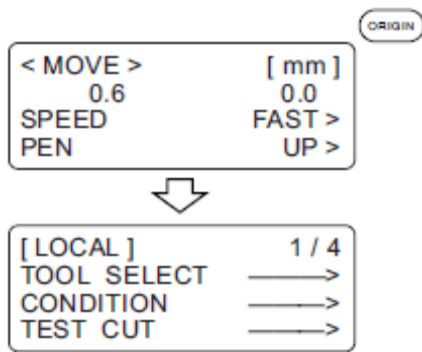 ORIGIN
< MOVE > [ mm ]
0.6 0.0
SPEED FAST >
PEN UP >
[ LOCAL ] 1 / 4
TOOL SELECT ———>
CONDITION ———>
TEST CUT ———>